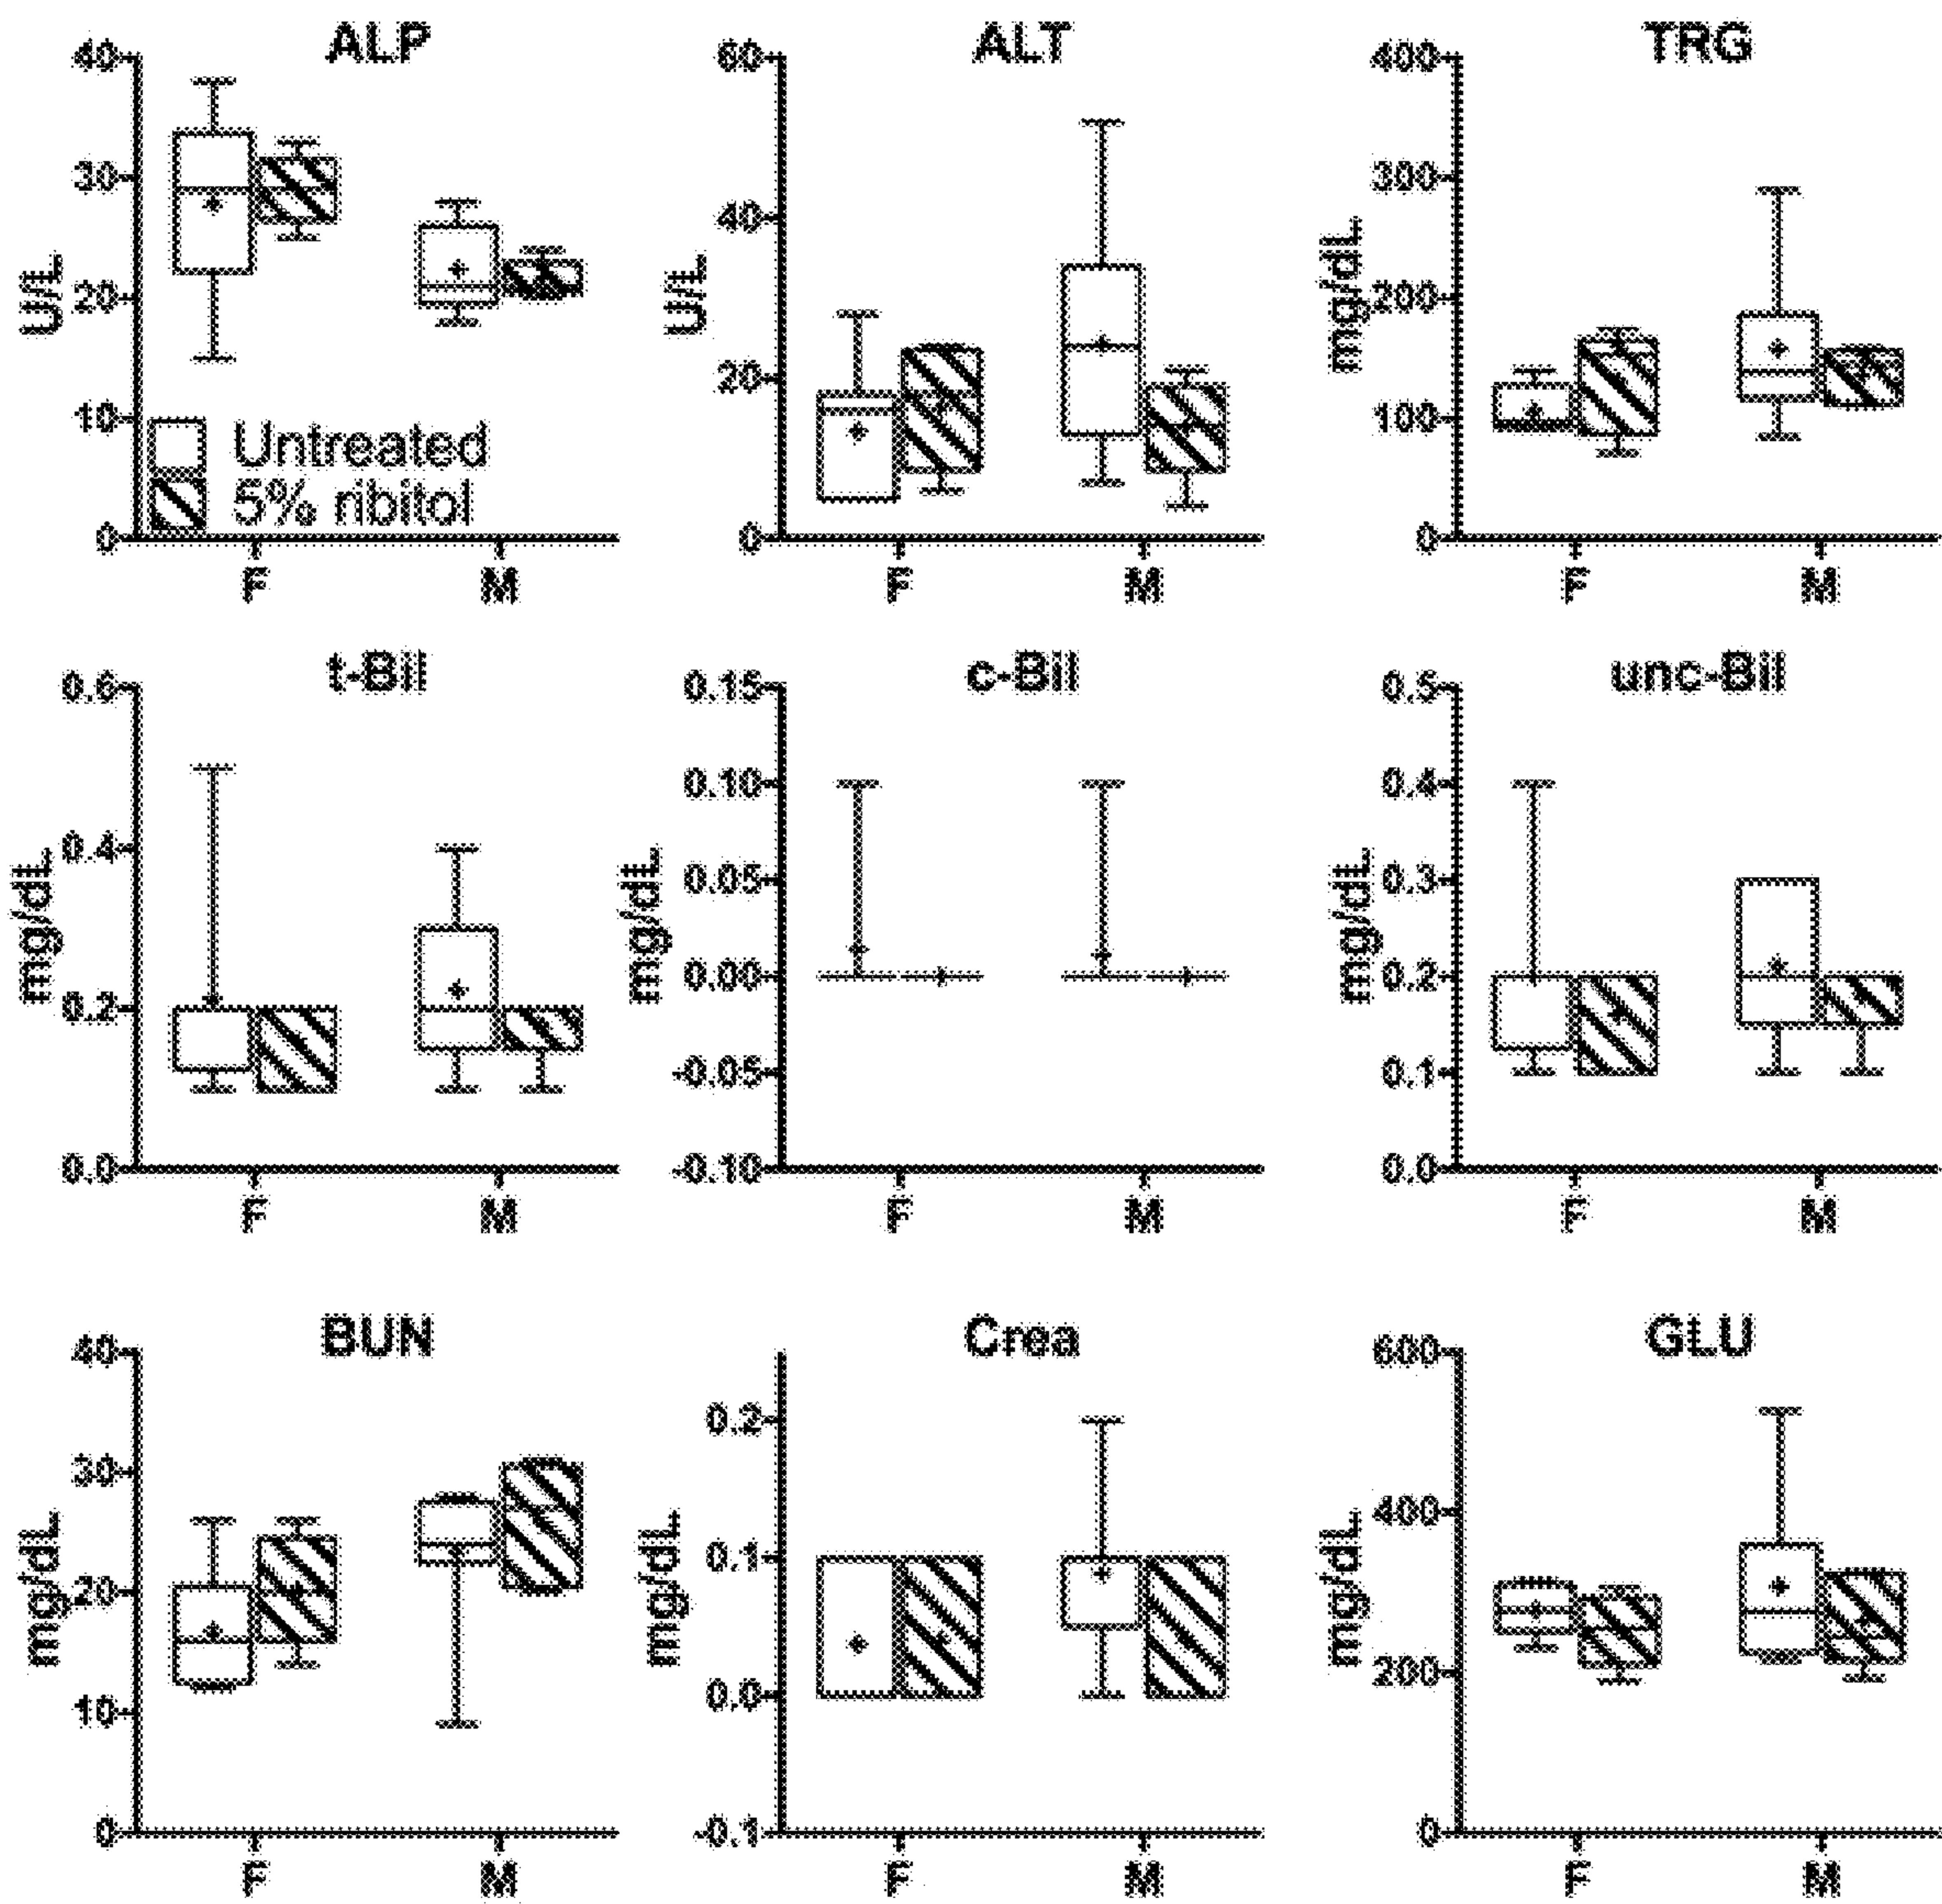 ALP
40
30
20
10
0
U/L
Untreated
5% ribitol
F M
ALT
60
40
20
0
U/L
F M
TRG
400
300
200
100
0
mg/dL
F M
t-Bil
0.6
0.4
0.2
0.0
mg/dL
F M
c-Bil
0.15
0.10
0.05
0.00
-0.05
-0.10
mg/dL
F M
unc-Bil
0.5
0.4
0.3
0.2
0.1
0.0
mg/dL
F M
BUN
40
30
20
10
0
mg/dL
F M
Crea
0.2
0.1
0.0
-0.1
mg/dL
F M
GLU
600
400
200
0
mg/dL
F M